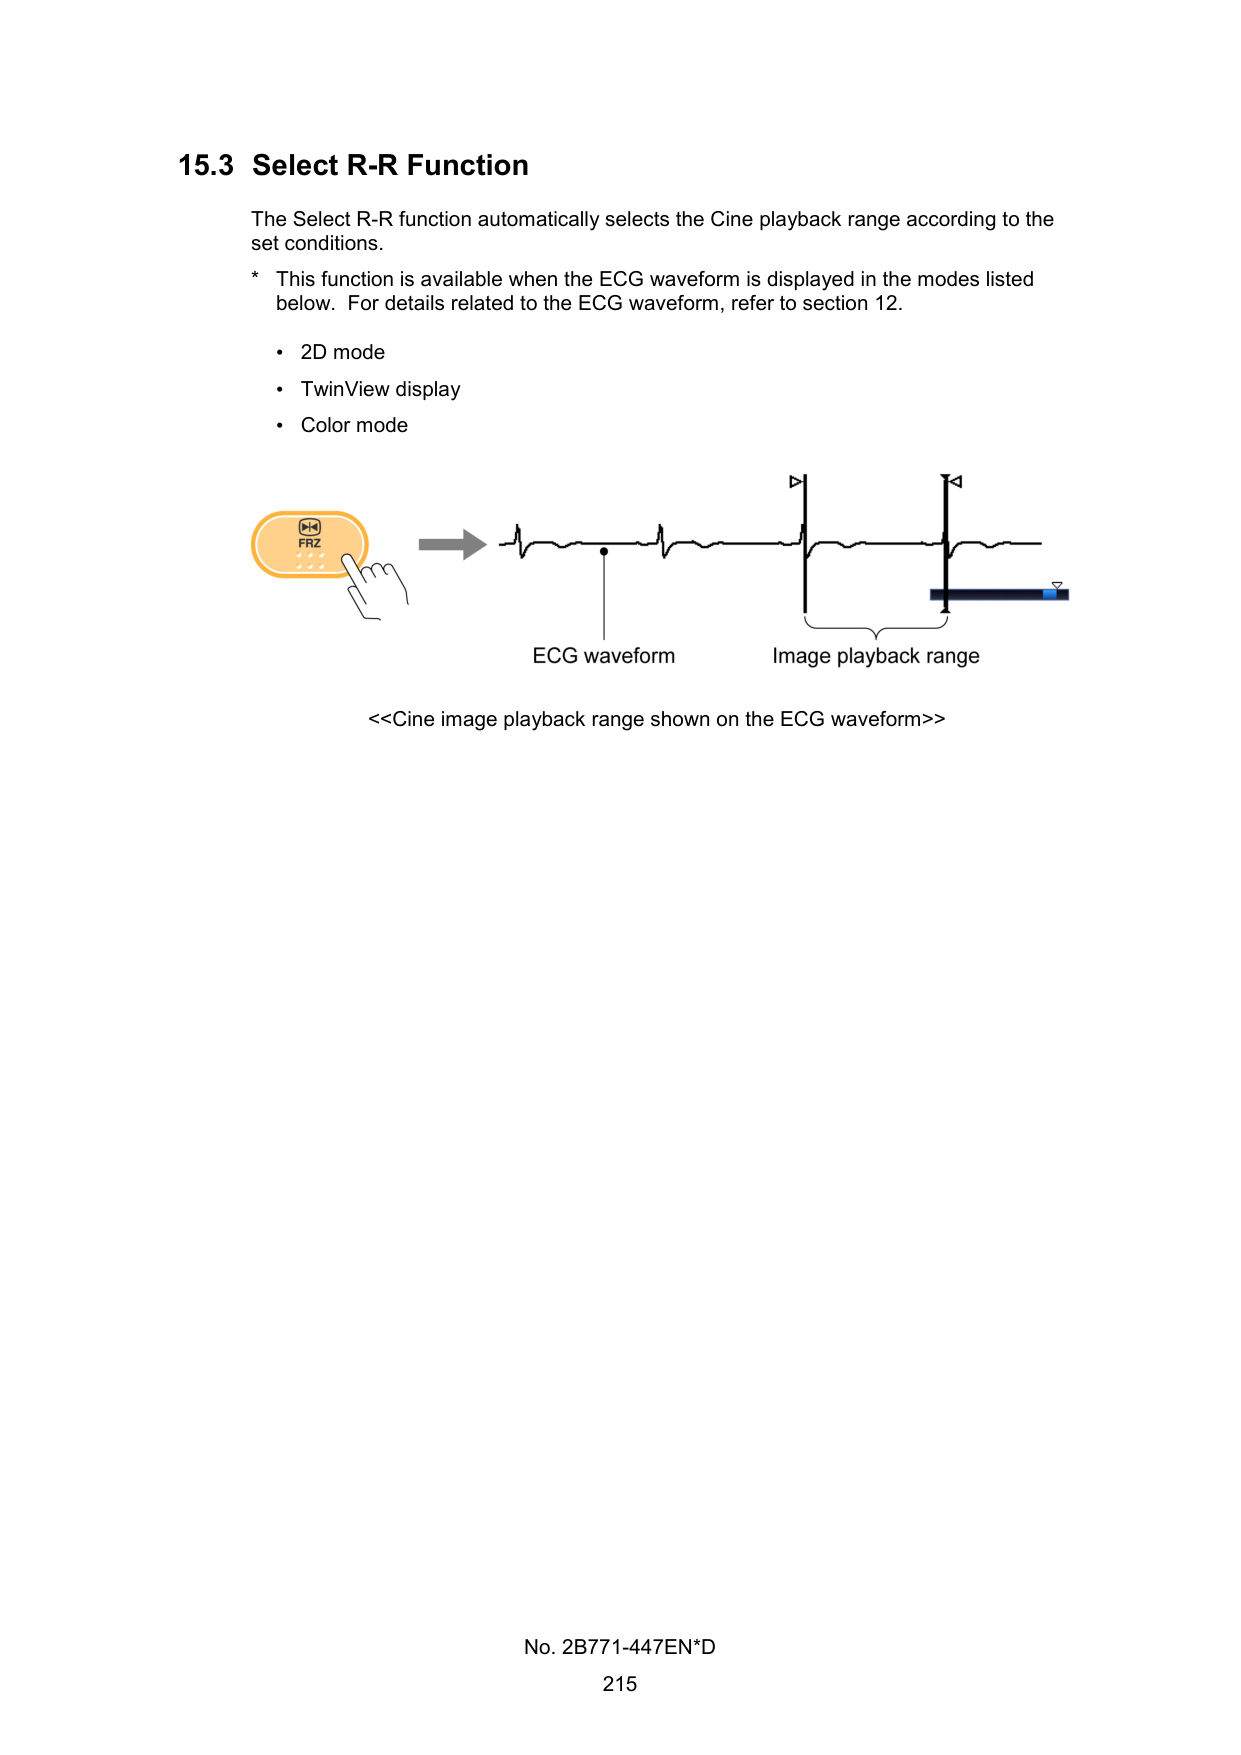 15.3 Select R-R Function
The Select R-R function automatically selects the Cine playback range according to the
set conditions.
* This function is available when the ECG waveform is displayed in the modes listed
below. For details related to the ECG waveform, refer to section 12.
• 2D mode
• TwinView display
• Color mode
FRZ
ECG waveform
Image playback range
<<Cine image playback range shown on the ECG waveform>>
No. 2B771-447EN*D
215